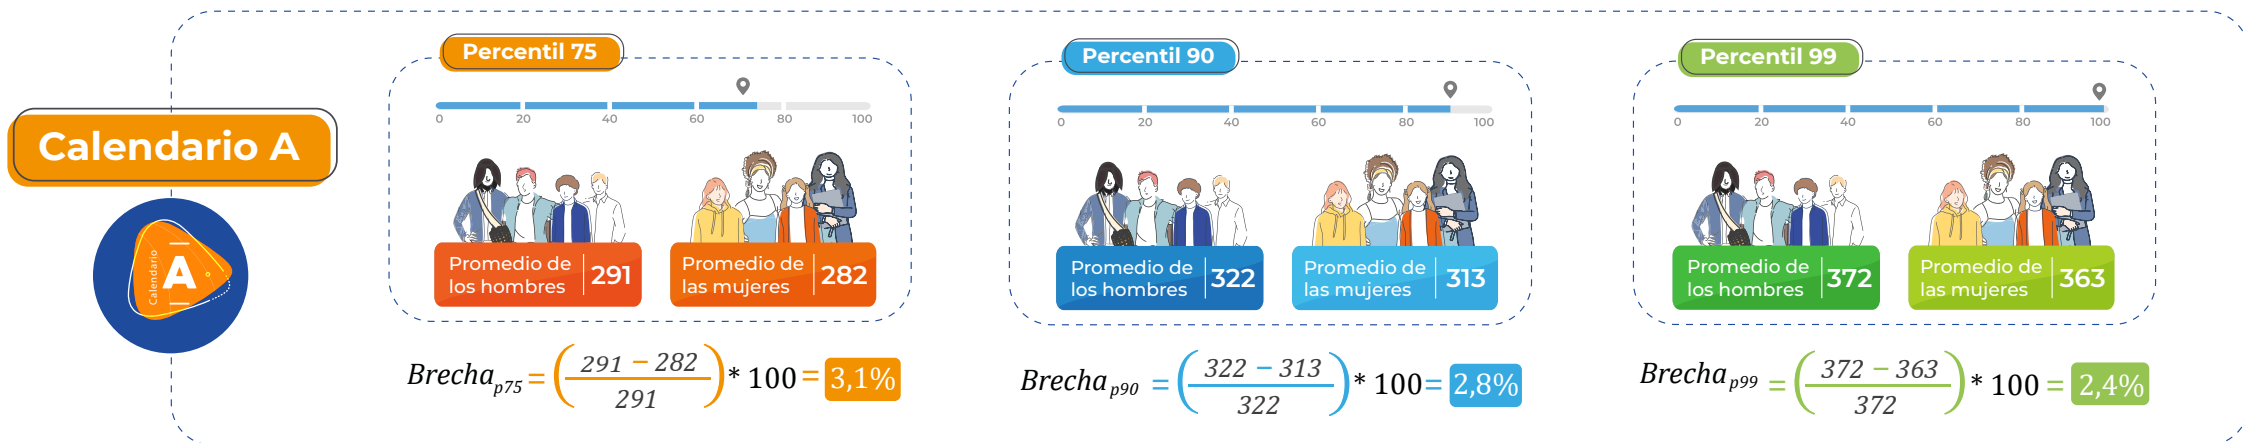 Calendario A
Calendario
A
Percentil 75
0 20 40 60 80 100
Promedio de
los hombres
291
Promedio de
las mujeres
282
Brecha p75 = ( 291 − 282 / 291 ) * 100 = 3,1%
Percentil 90
0 20 40 60 80 100
Promedio de
los hombres
322
Promedio de
las mujeres
313
Brecha p90 = ( 322 − 313 / 322 ) * 100 = 2,8%
Percentil 99
0 20 40 60 80 100
Promedio de
los hombres
372
Promedio de
las mujeres
363
Brecha p99 = ( 372 − 363 / 372 ) * 100 = 2,4%